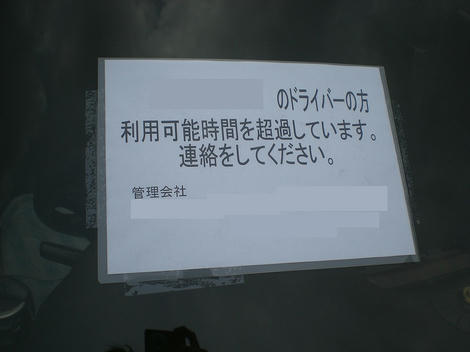 のドライバーの方
利用可能時間を超過しています。
連絡をしてください。
管理会社